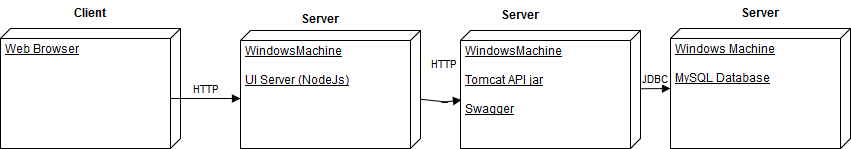 Client
Server
Server
Server
Web Browser
HTTP
WindowsMachine
UI Server (NodeJs)
HTTP
WindowsMachine
Tomcat API jar
Swagger
JDBC
Windows Machine
MySQL Database